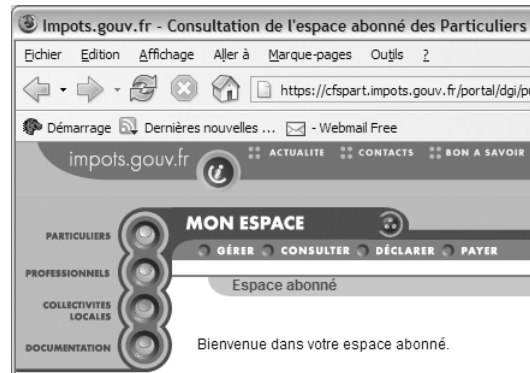 Impots.gouv.fr - Consultation de l'espace abonné des Particuliers
Fichier Edition Affichage Aller à Marque-pages Outils ?
https://cfspart.impots.gouv.fr/portal/dgi/pu
Démarrage Dernières nouvelles ... - Webmail Free
impots.gouv.fr ACTUALITE CONTACTS BON A SAVOIR
MON ESPACE
PARTICULIERS
GÉRER CONSULTER DÉCLARER PAYER
PROFESSIONNELS
Espace abonné
COLLECTIVITES
LOCALES
DOCUMENTATION
Bienvenue dans votre espace abonné.